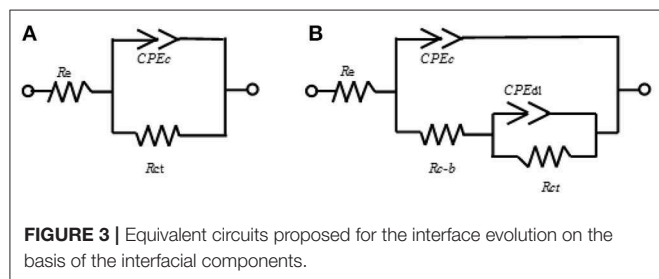 A
B
CPEc
CPEc
Re
Re
CPEdl
Rct
Rc-b
Rct
FIGURE 3 | Equivalent circuits proposed for the interface evolution on the
basis of the interfacial components.